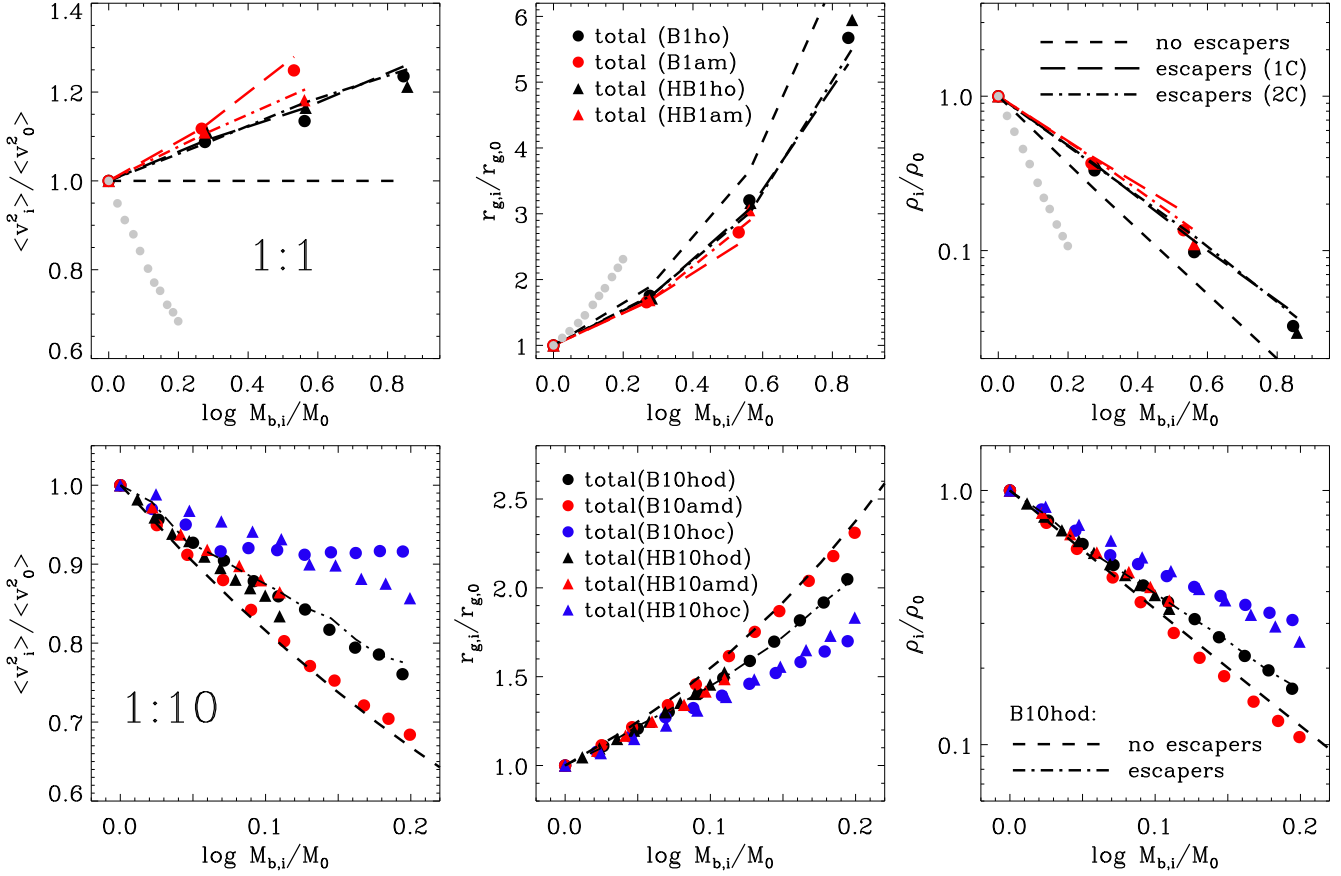 <v²ᵢ>/<v²₀>
1.4
1.2
1.0
0.8
0.6
1:1
0.0 0.2 0.4 0.6 0.8
log M_b,i/M₀
r_g,i/r_g,0
6
5
4
3
2
1
total (B1ho)
total (B1am)
total (HB1ho)
total (HB1am)
0.0 0.2 0.4 0.6 0.8
log M_b,i/M₀
ρᵢ/ρ₀
1.0
0.1
no escapers
escapers (1C)
escapers (2C)
0.0 0.2 0.4 0.6 0.8
log M_b,i/M₀
<v²ᵢ>/<v²₀>
1.0
0.9
0.8
0.7
0.6
1:10
0.0 0.1 0.2
log M_b,i/M₀
r_g,i/r_g,0
2.5
2.0
1.5
1.0
total(B10hod)
total(B10amd)
total(B10hoc)
total(HB10hod)
total(HB10amd)
total(HB10hoc)
0.0 0.1 0.2
log M_b,i/M₀
ρᵢ/ρ₀
1.0
0.1
B10hod:
no escapers
escapers
0.0 0.1 0.2
log M_b,i/M₀